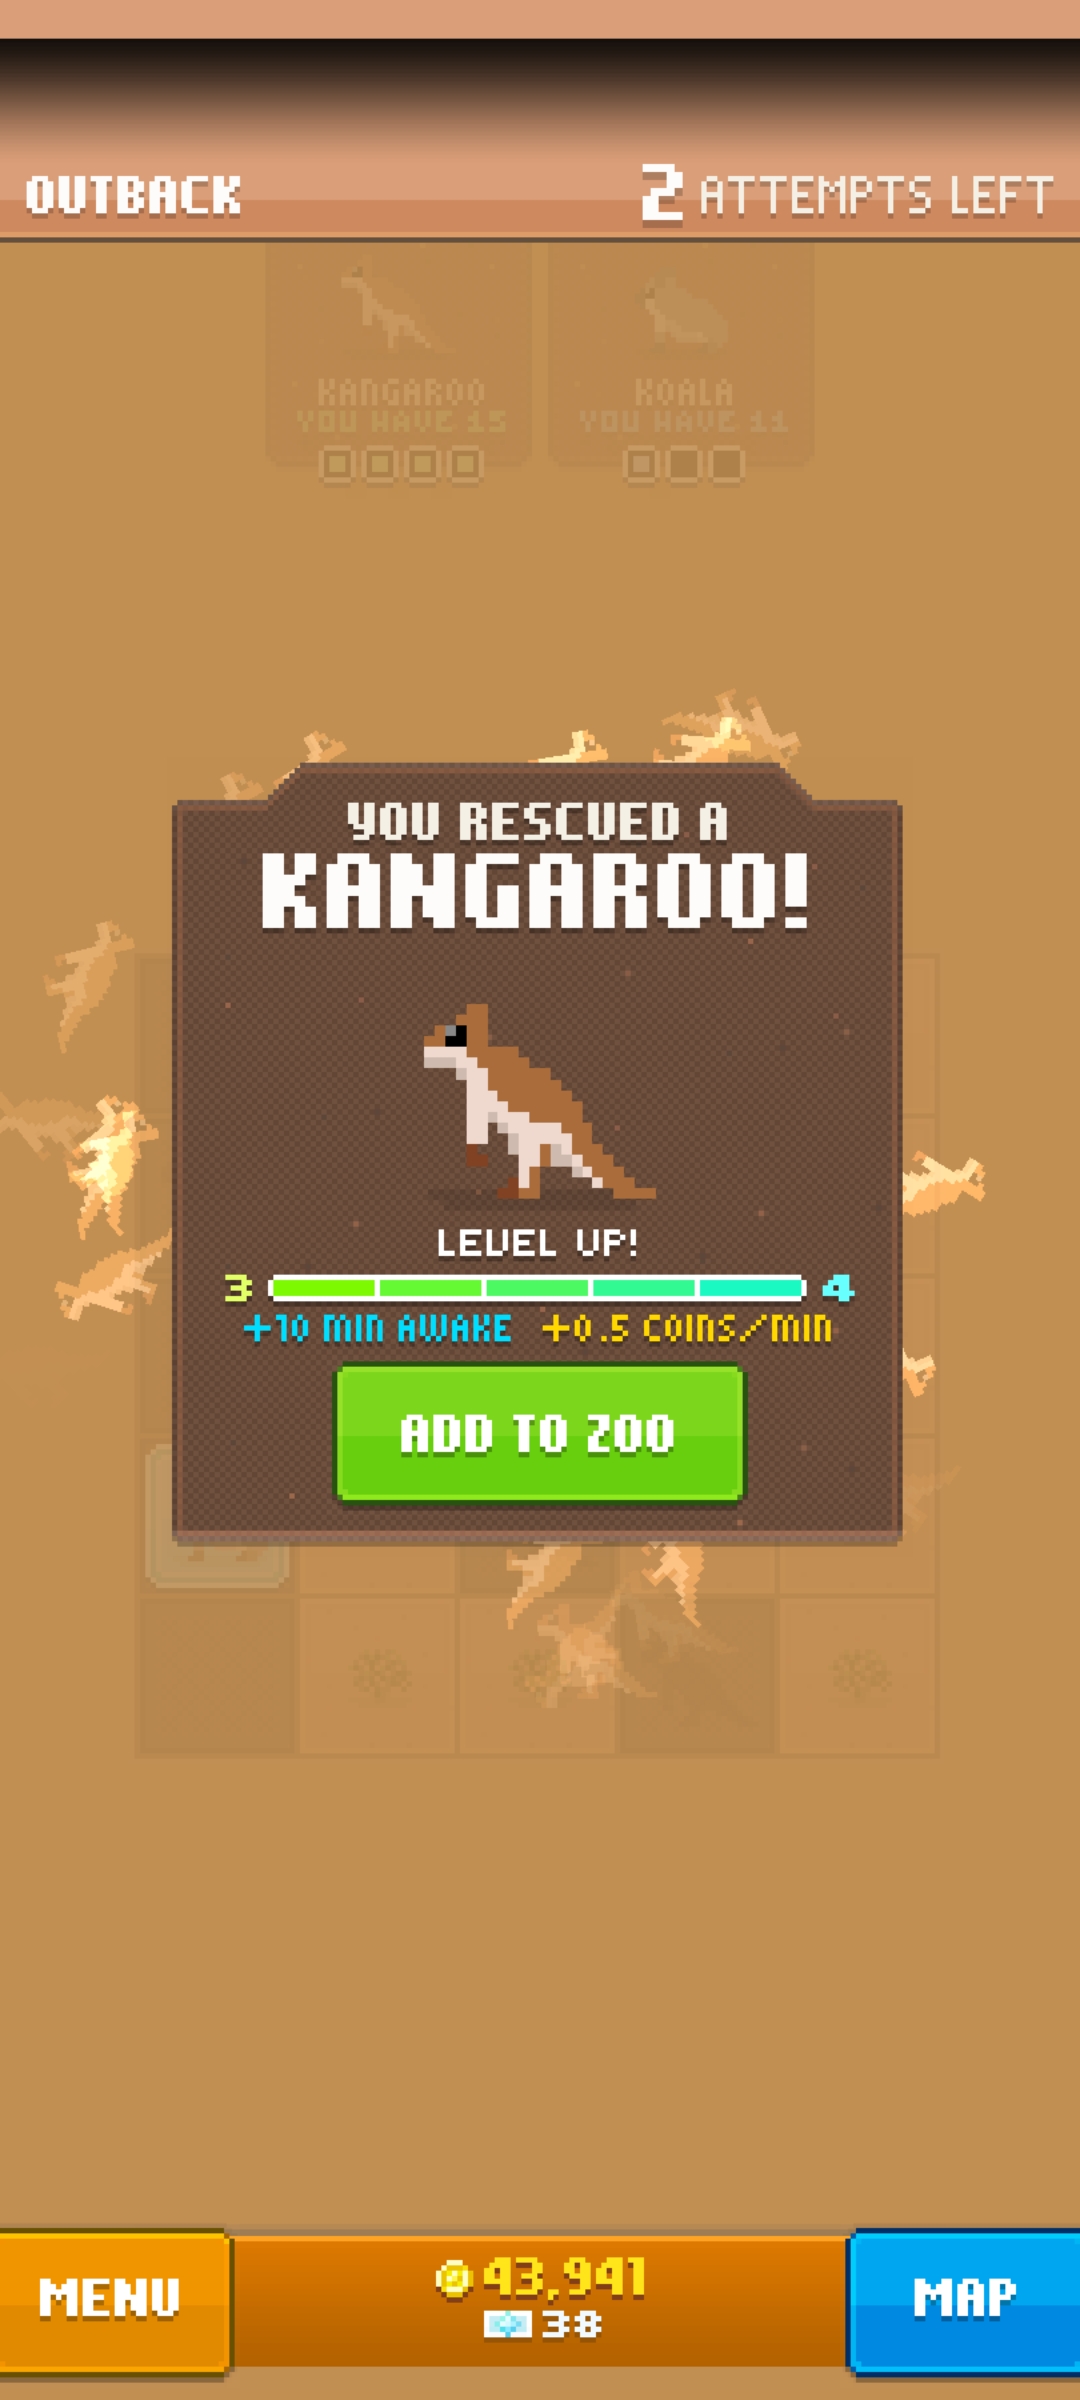 OUTBACK
2 ATTEMPTS LEFT
KANGAROO
YOU HAVE 15
KOALA
YOU HAVE 11
YOU RESCUED A
KANGAROO!
LEVEL UP!
3 4
+10 MIN AWAKE +0.5 COINS/MIN
ADD TO ZOO
MENU
43,941
38
MAP